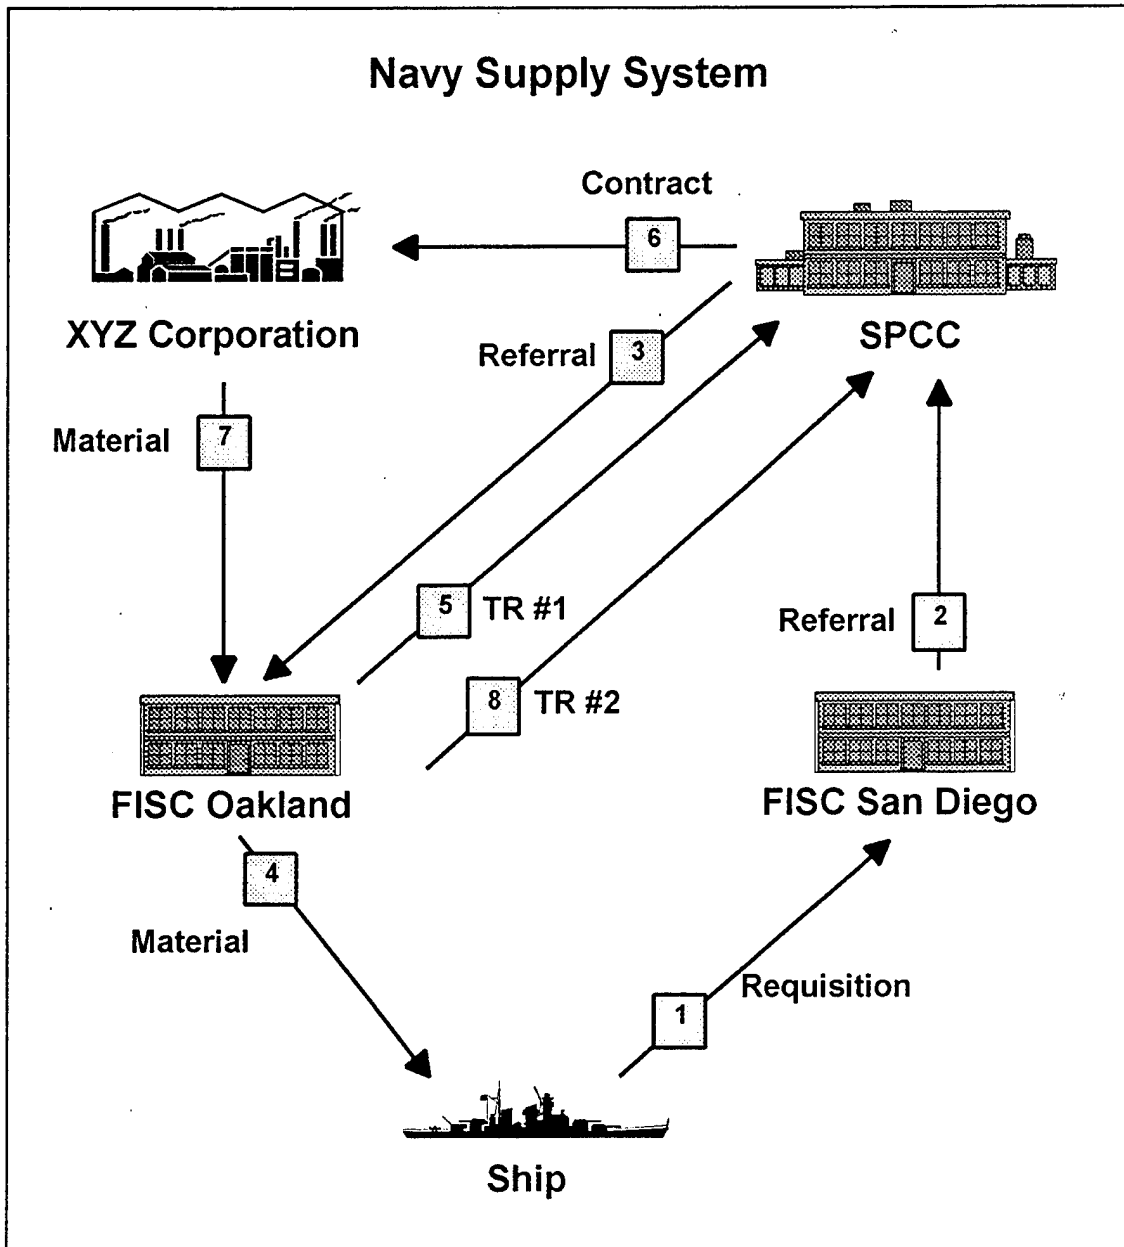 Navy Supply System
Contract
6
XYZ Corporation
SPCC
Referral
3
Material
7
5
TR #1
Referral
2
8
TR #2
FISC Oakland
FISC San Diego
4
Material
Requisition
1
Ship